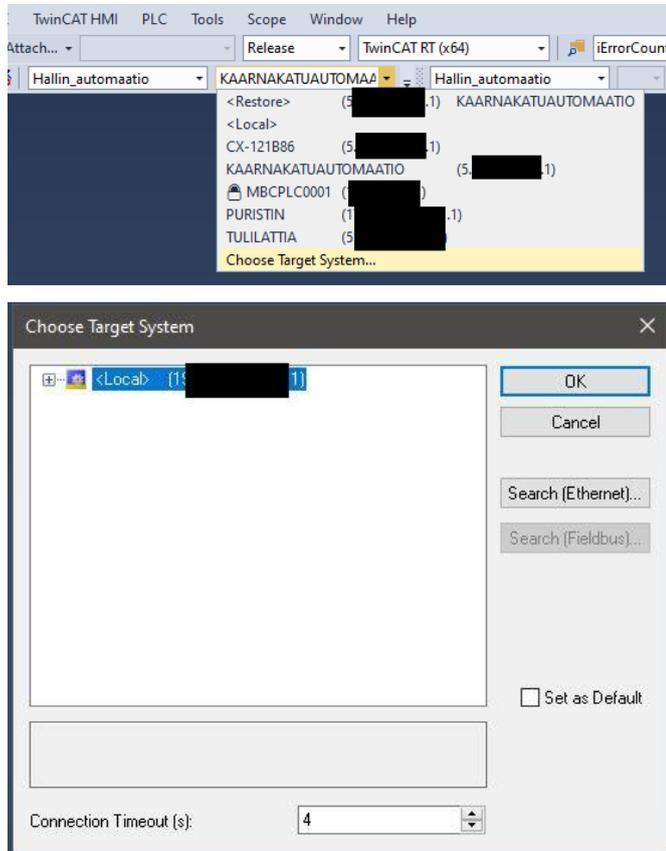 TwinCAT HMI PLC Tools Scope Window Help
Attach... Release TwinCAT RT (x64) iErrorCount
Hallin_automaatio KAARNAKATUAUTOMAA Hallin_automaatio
<Restore> (5 .1) KAARNAKATUAUTOMAATIO
<Local>
CX-121B86 (5. .1)
KAARNAKATUAUTOMAATIO (5. .1)
MBCPLC0001 ( )
PURISTIN (1 .1)
TULILATTIA (5 )
Choose Target System...
Choose Target System
<Local> (19 1)
OK
Cancel
Search (Ethernet)...
Search (Fieldbus)...
Set as Default
Connection Timeout (s): 4